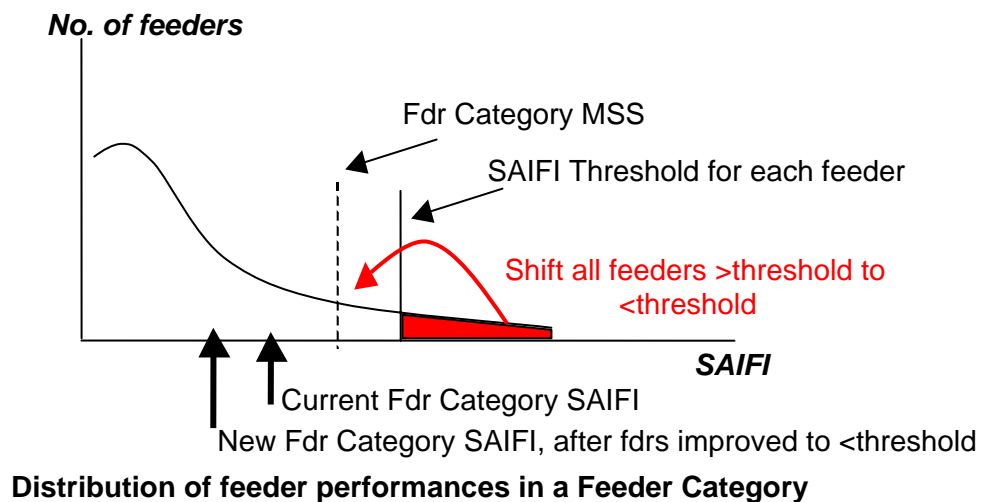 No. of feeders
Fdr Category MSS
SAIFI Threshold for each feeder
Shift all feeders >threshold to
<threshold
SAIFI
Current Fdr Category SAIFI
New Fdr Category SAIFI, after fdrs improved to <threshold
Distribution of feeder performances in a Feeder Category